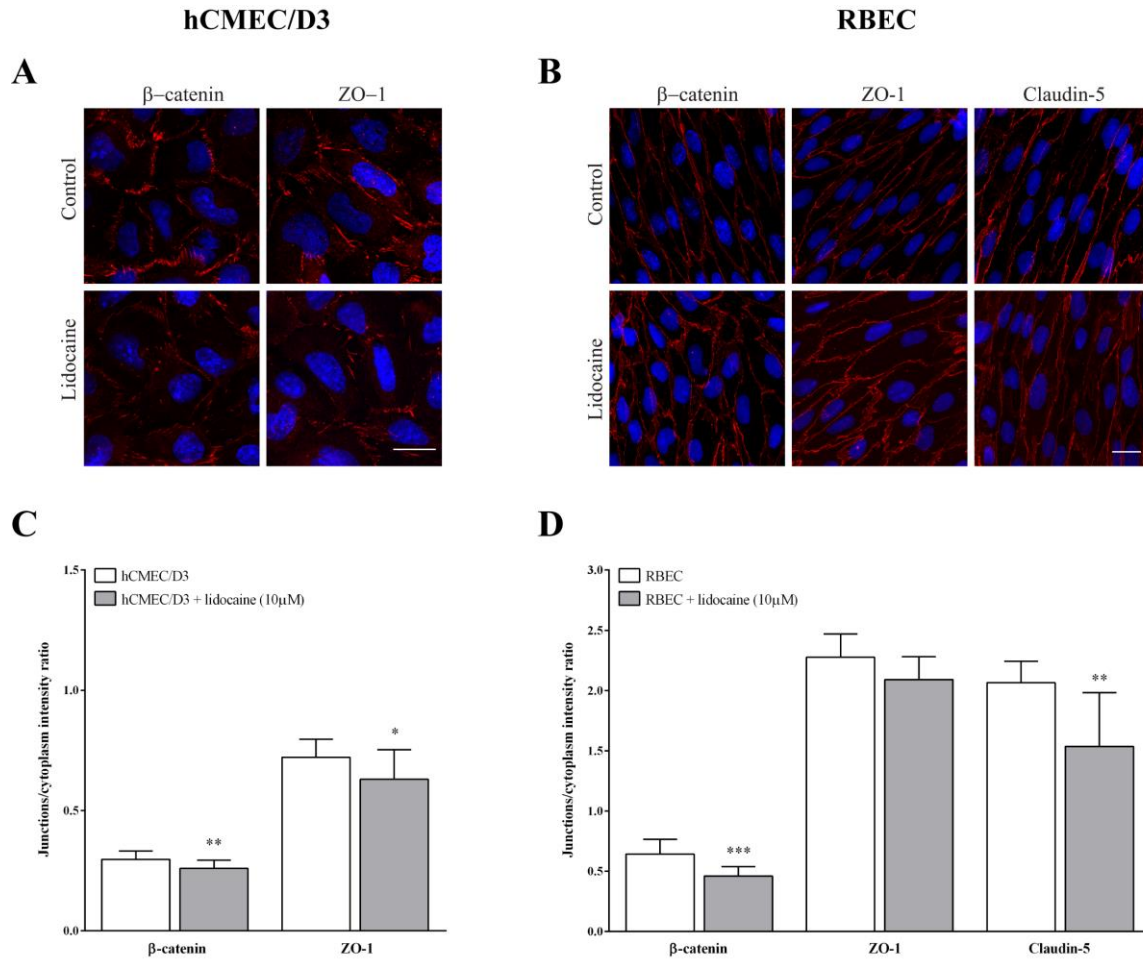 hCMEC/D3
RBEC
A
β–catenin
ZO–1
Control
Lidocaine
B
β−catenin
ZO-1
Claudin-5
Control
Lidocaine
C
1.5
1.0
0.5
0.0
Junctions/cytoplasm intensity ratio
hCMEC/D3
hCMEC/D3 + lidocaine (10µM)
**
*
β-catenin
ZO-1
D
3.0
2.5
2.0
1.5
1.0
0.5
0.0
Junctions/cytoplasm intensity ratio
RBEC
RBEC + lidocaine (10µM)
***
**
β-catenin
ZO-1
Claudin-5